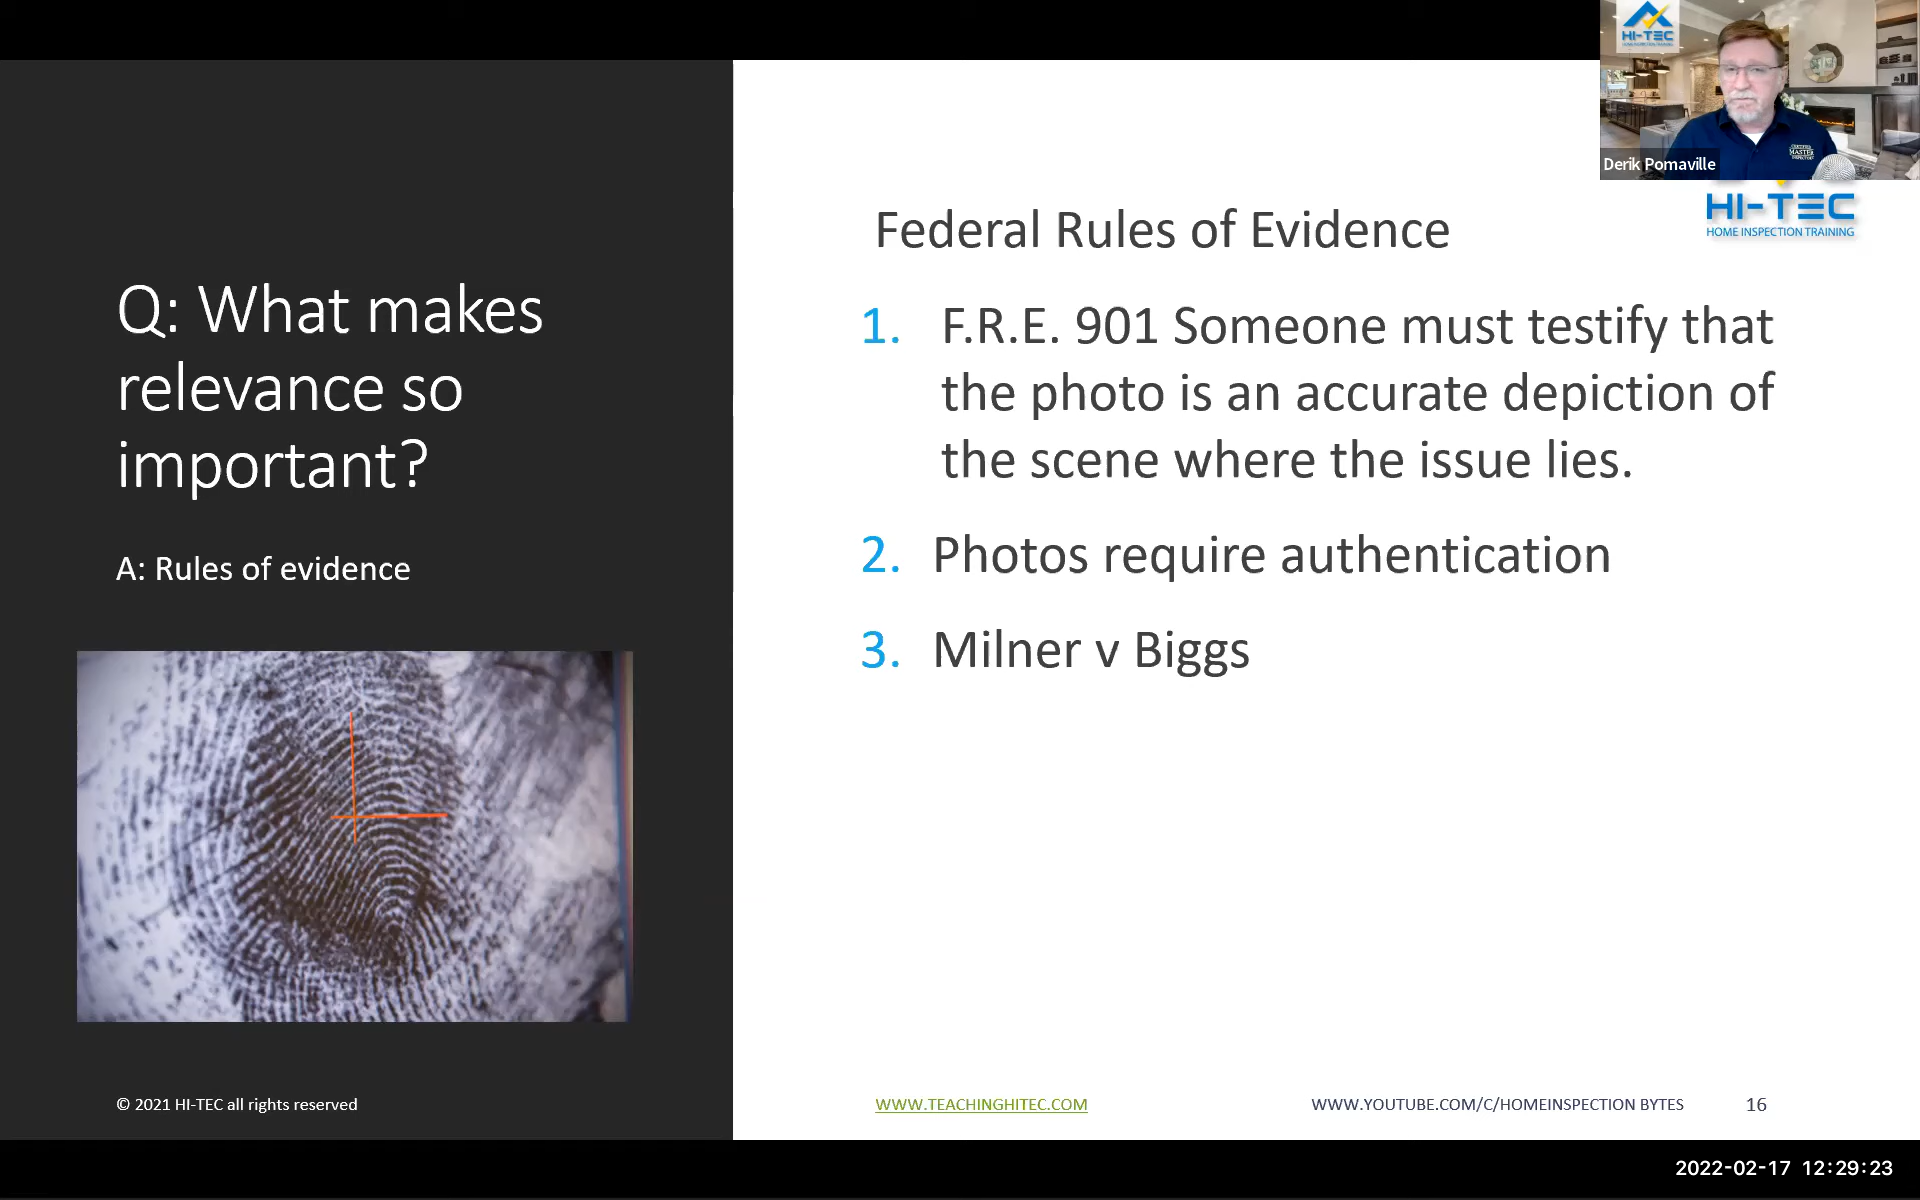 HI-TEC
Derik Pomaville
HI-TEC
HOME INSPECTION TRAINING
Q: What makes
relevance so
important?
A: Rules of evidence
Federal Rules of Evidence
1. F.R.E. 901 Someone must testify that
the photo is an accurate depiction of
the scene where the issue lies.
2. Photos require authentication
3. Milner v Biggs
© 2021 HI-TEC all rights reserved
WWW.TEACHINGHITEC.COM
WWW.YOUTUBE.COM/C/HOMEINSPECTION BYTES
16
2022-02-17 12:29:23